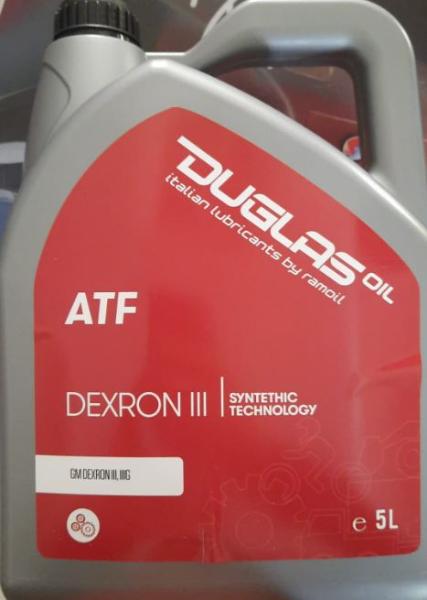 DUGLAS OIL
italian lubricants by ramoil
ATF
DEXRON III
SYNTETHIC
TECHNOLOGY
GM DEXRON III, IIIG
e 5L